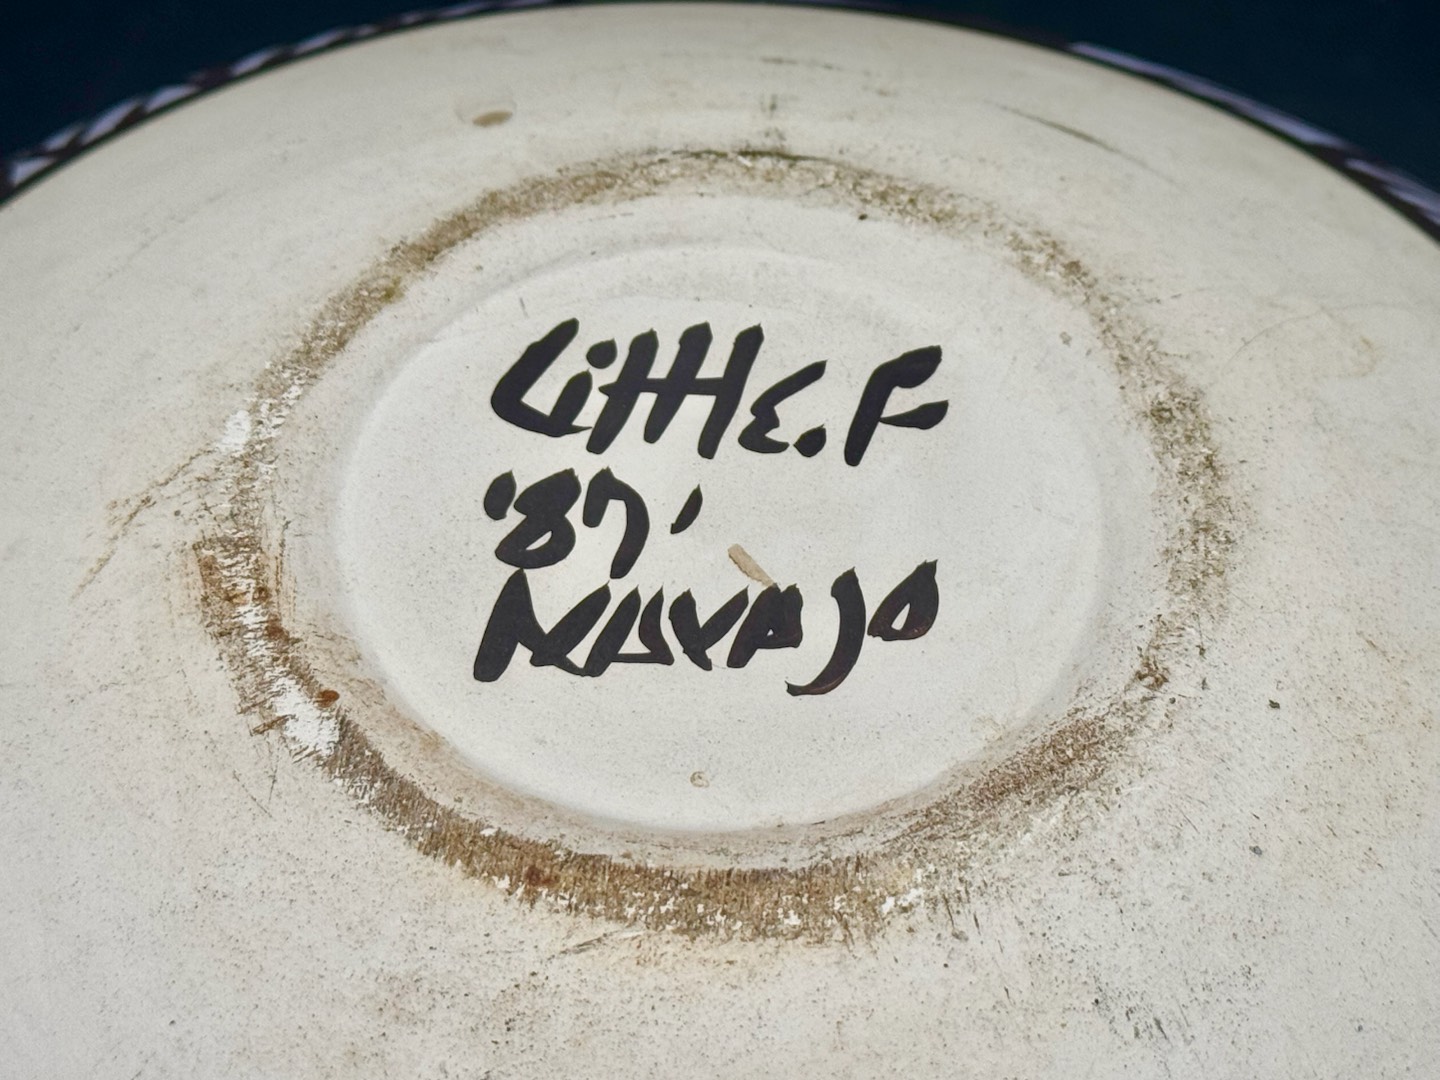 Little. F
'87'
NAVAJO